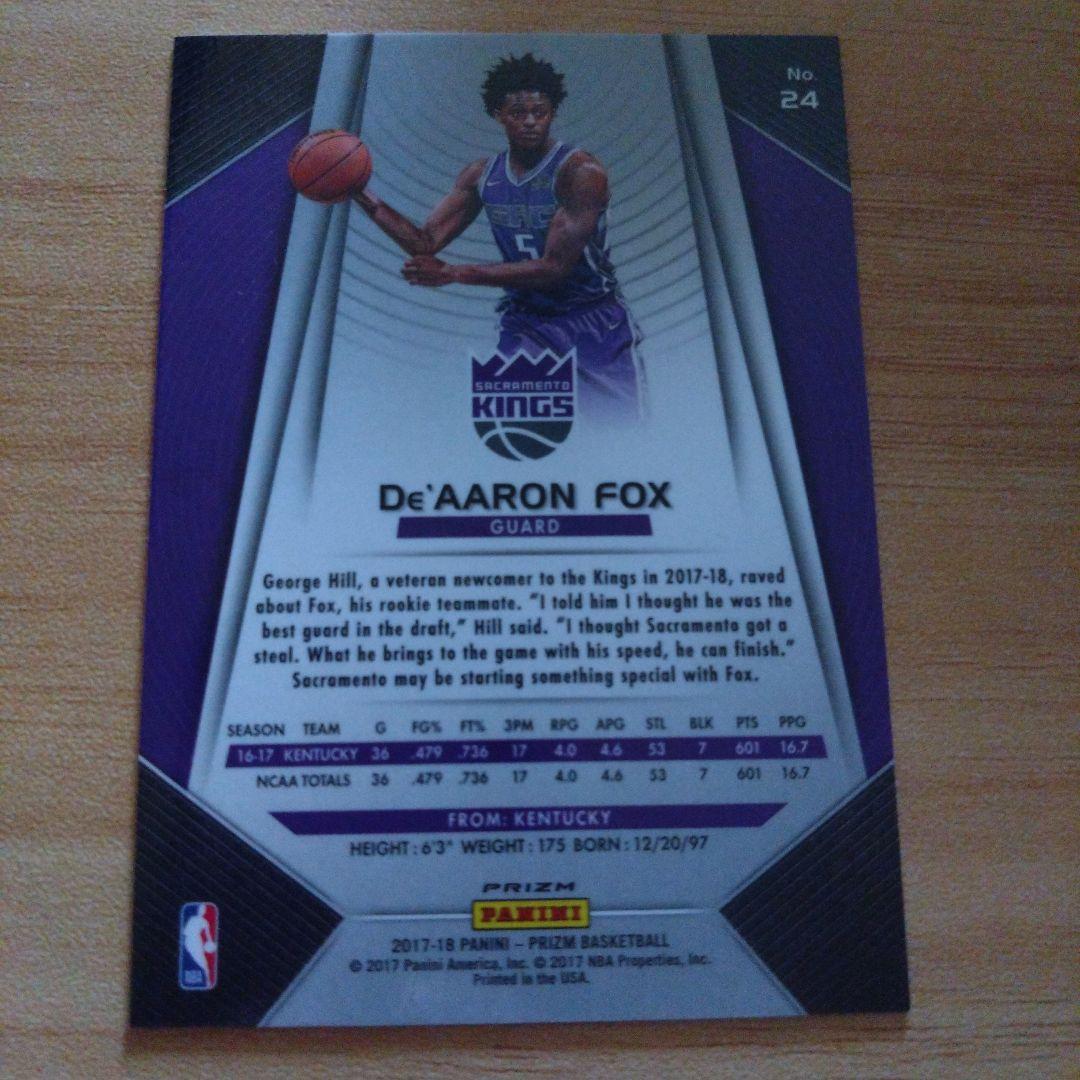 No.
24
SAC
5
SACRAMENTO
KINGS
De'AARON FOX
GUARD
George Hill, a veteran newcomer to the Kings in 2017-18, raved
about Fox, his rookie teammate. "I told him I thought he was the
best guard in the draft," Hill said. "I thought Sacramento got a
steal. What he brings to the game with his speed, he can finish."
Sacramento may be starting something special with Fox.
SEASON TEAM G FG% FT% 3PM RPG APG STL BLK PTS PPG
16-17 KENTUCKY 36 .479 .736 17 4.0 4.6 53 7 601 16.7
NCAA TOTALS 36 .479 .736 17 4.0 4.6 53 7 601 16.7
FROM: KENTUCKY
HEIGHT: 6'3" WEIGHT: 175 BORN: 12/20/97
PRIZM
PANINI
NBA
2017-18 PANINI – PRIZM BASKETBALL
© 2017 Panini America, Inc. © 2017 NBA Properties, Inc.
Printed in the USA.